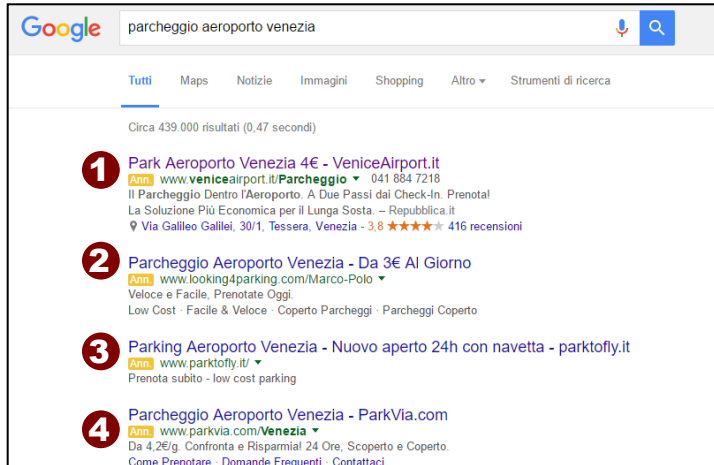 Google
parcheggio aeroporto venezia
Tutti Maps Notizie Immagini Shopping Altro Strumenti di ricerca
Circa 439.000 risultati (0,47 secondi)
1
Park Aeroporto Venezia 4€ - VeniceAirport.it
Ann. www.veniceairport.it/Parcheggio 041 884 7218
Il Parcheggio Dentro l'Aeroporto. A Due Passi dai Check-In. Prenota!
La Soluzione Più Economica per il Lunga Sosta. – Repubblica.it
Via Galileo Galilei, 30/1, Tessera, Venezia - 3,8 ★★★★★ 416 recensioni
2
Parcheggio Aeroporto Venezia - Da 3€ Al Giorno
Ann. www.looking4parking.com/Marco-Polo
Veloce e Facile, Prenotate Oggi.
Low Cost · Facile & Veloce · Coperto Parcheggi · Parcheggi Coperto
3
Parking Aeroporto Venezia - Nuovo aperto 24h con navetta - parktofly.it
Ann. www.parktofly.it/
Prenota subito - low cost parking
4
Parcheggio Aeroporto Venezia - ParkVia.com
Ann. www.parkvia.com/Venezia
Da 4,2€/g. Confronta e Risparmia! 24 Ore, Scoperto e Coperto.
Come Prenotare · Domande Frequenti · Contattaci